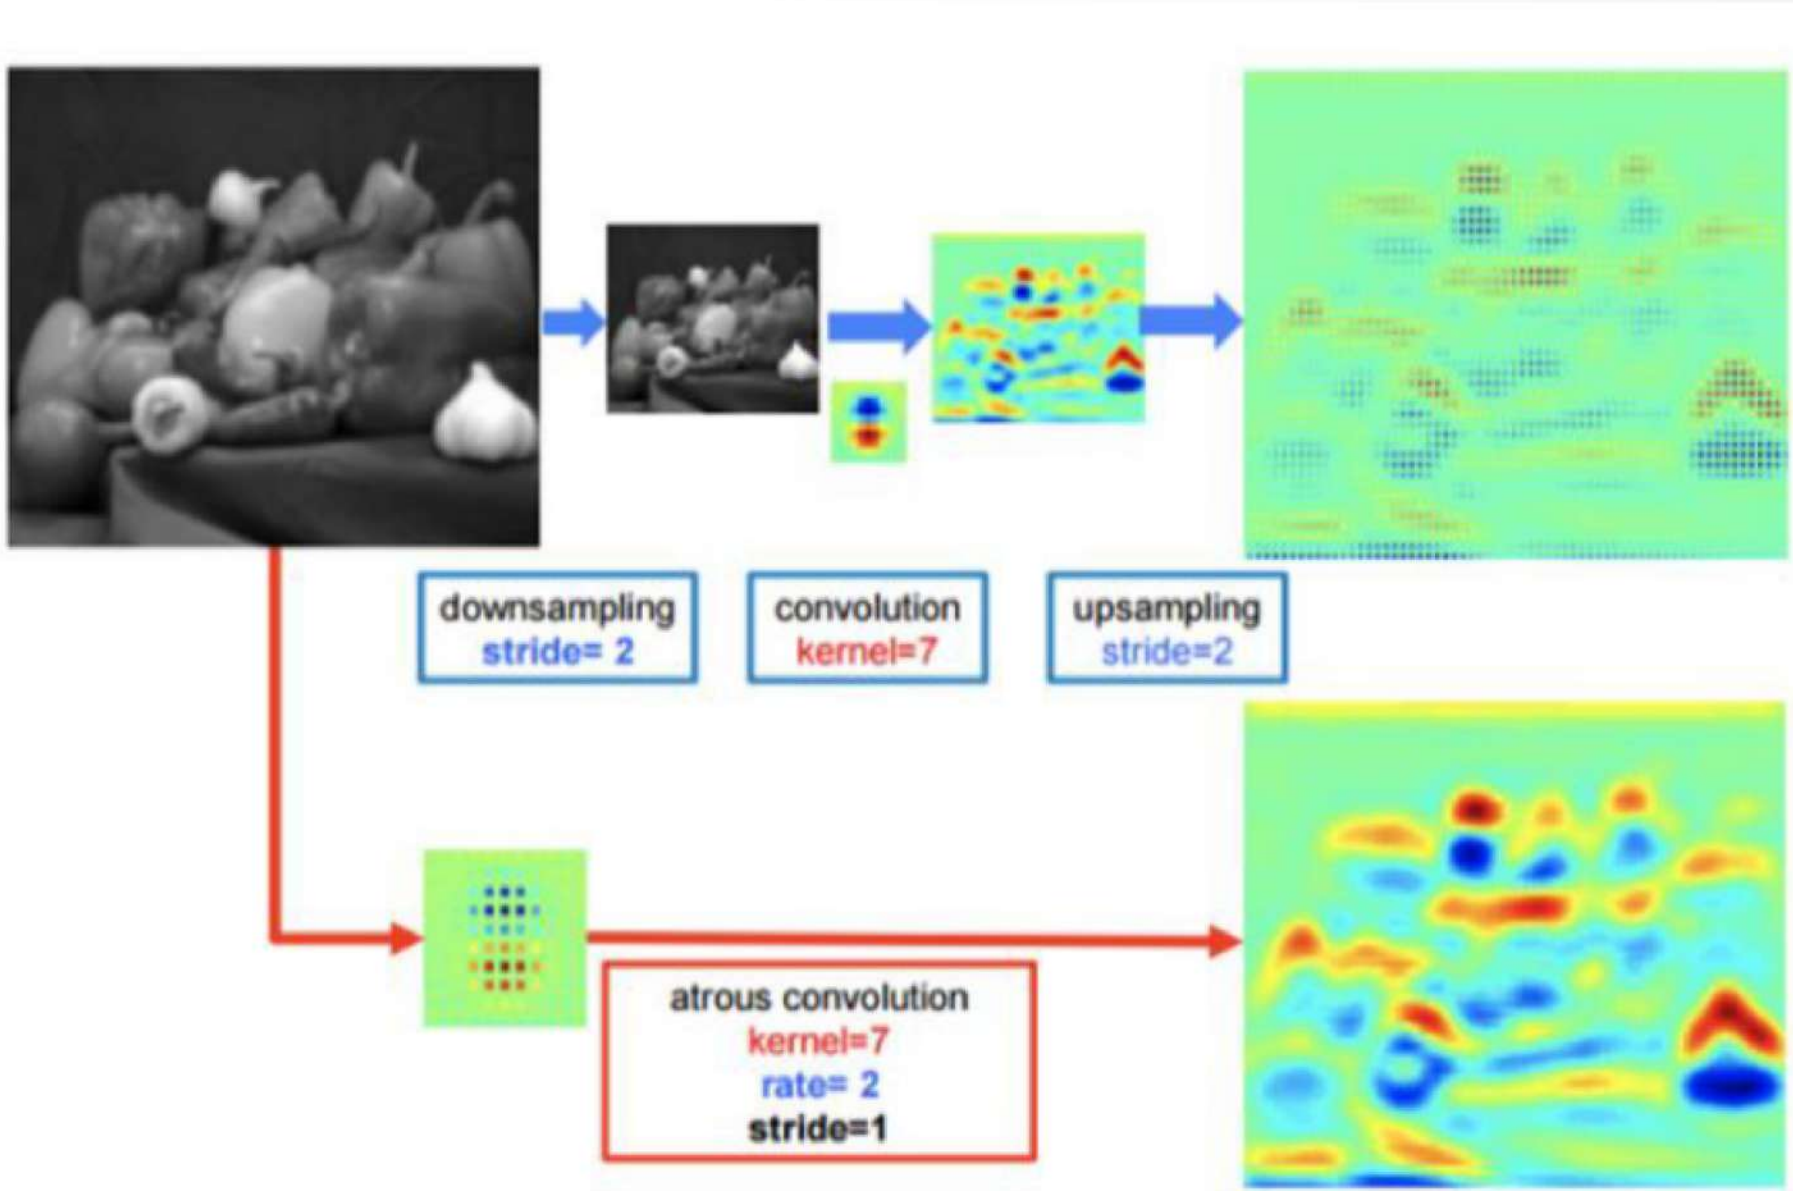 downsampling
stride= 2
convolution
kernel=7
upsampling
stride=2
atrous convolution
kernel=7
rate= 2
stride=1